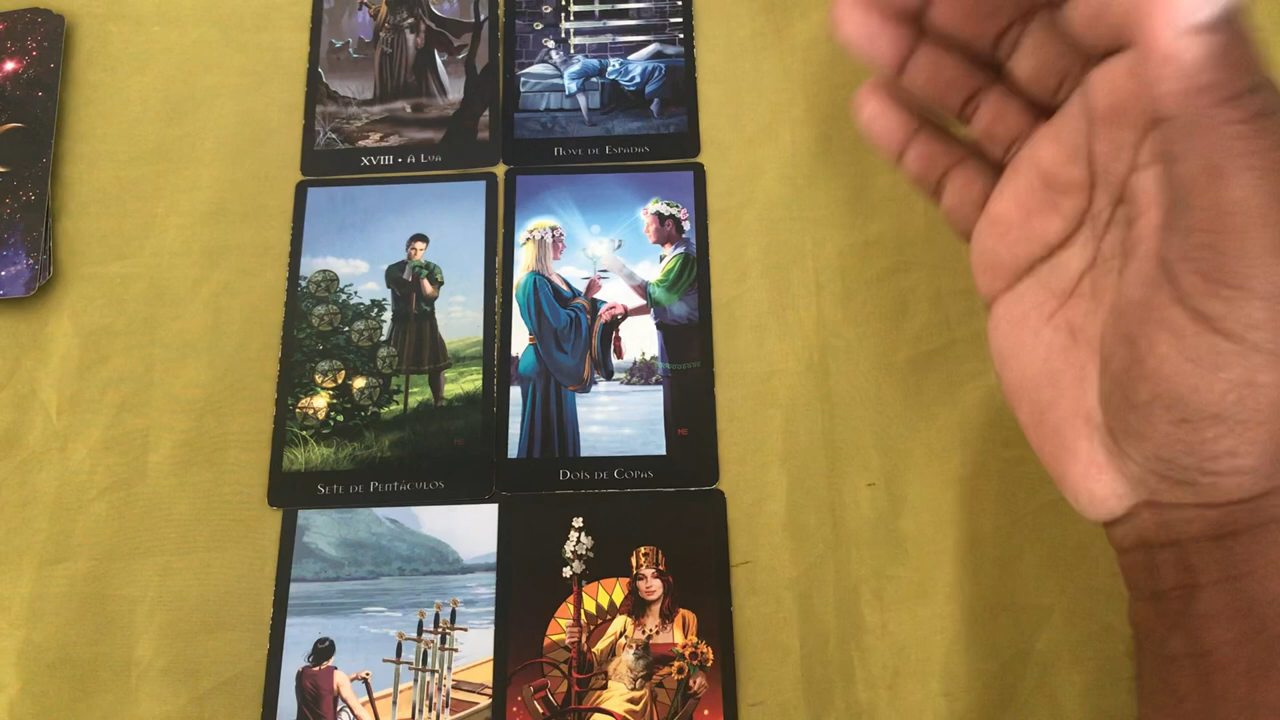 XVIII • A Lua
Nove de Espadas
Sete de Pentáculos
Dois de Copas